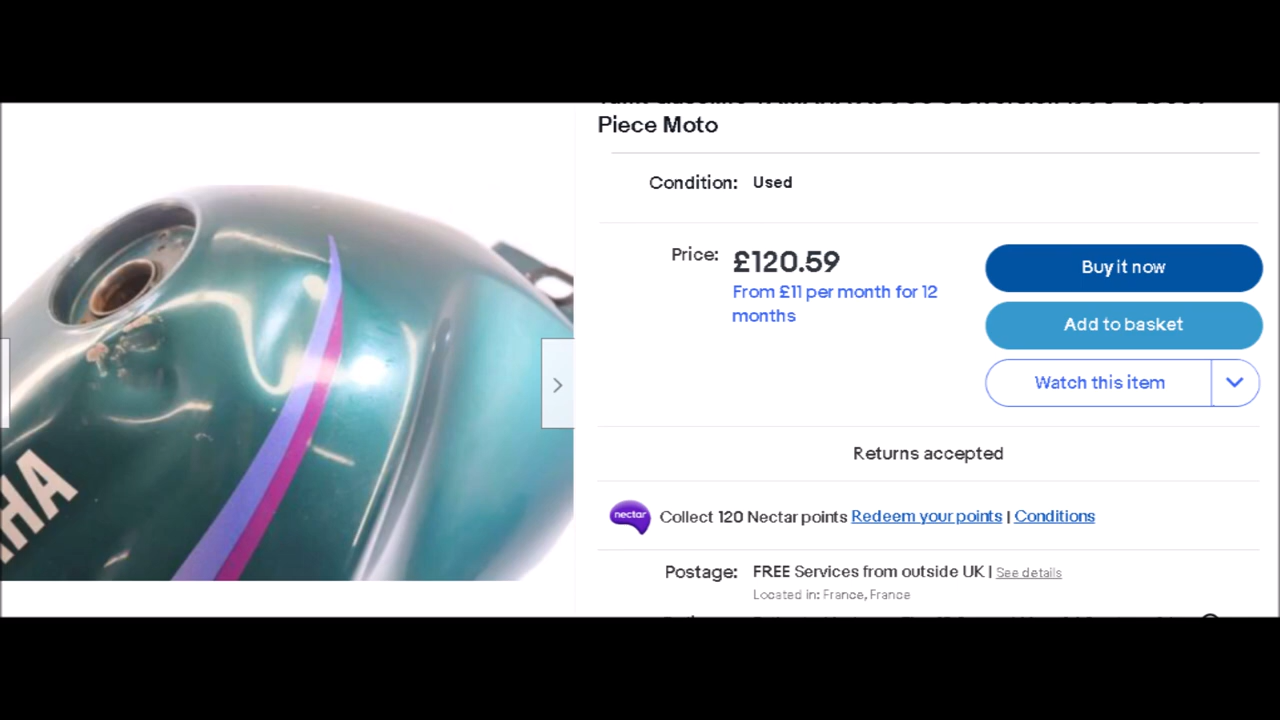 Piece Moto
Condition: Used
Price: £120.59
From £11 per month for 12
months
Buy it now
Add to basket
Watch this item
Returns accepted
nectar Collect 120 Nectar points Redeem your points | Conditions
Postage: FREE Services from outside UK | See details
Located in: France, France
HA